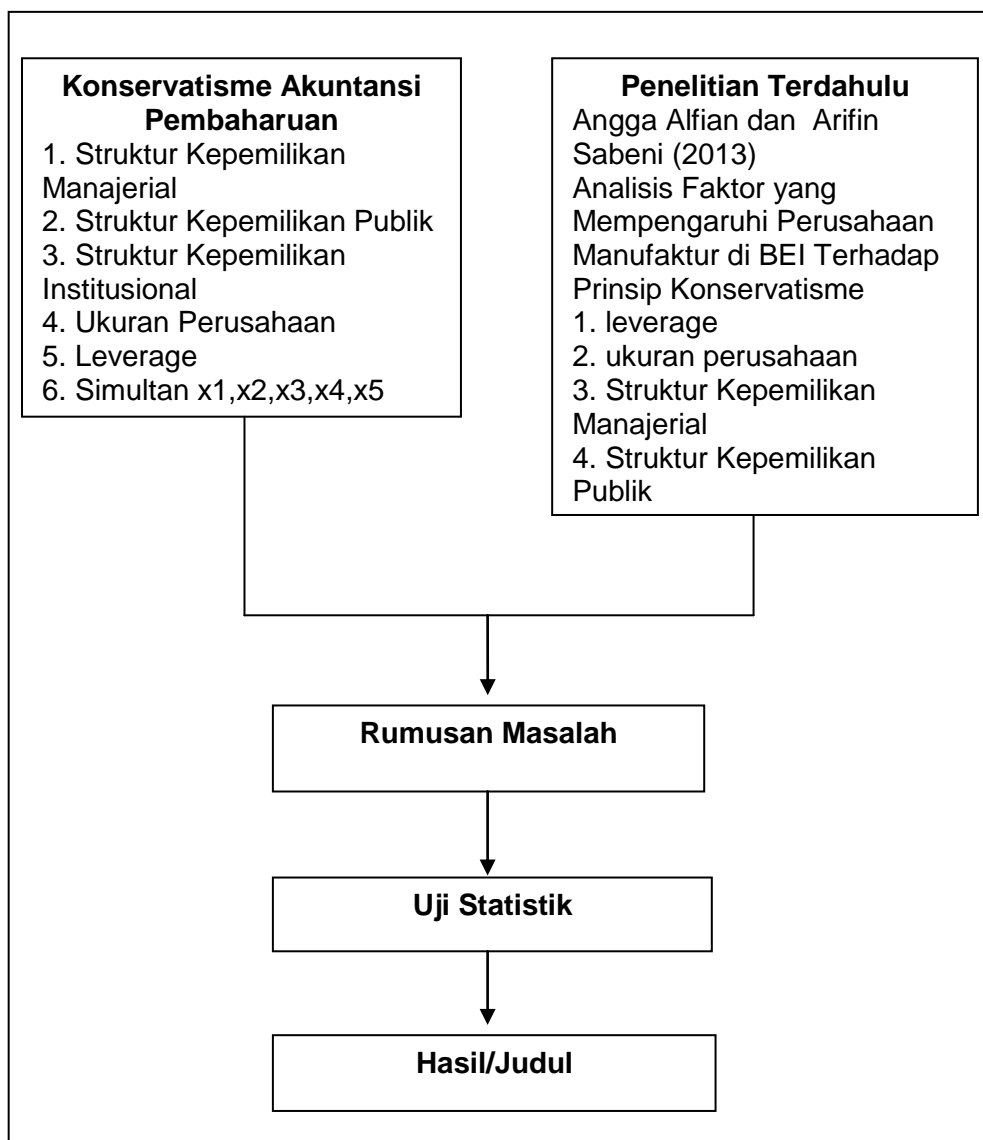 Konservatisme Akuntansi
Pembaharuan
1. Struktur Kepemilikan
Manajerial
2. Struktur Kepemilikan Publik
3. Struktur Kepemilikan
Institusional
4. Ukuran Perusahaan
5. Leverage
6. Simultan x1,x2,x3,x4,x5
Penelitian Terdahulu
Angga Alfian dan Arifin
Sabeni (2013)
Analisis Faktor yang
Mempengaruhi Perusahaan
Manufaktur di BEI Terhadap
Prinsip Konservatisme
1. leverage
2. ukuran perusahaan
3. Struktur Kepemilikan
Manajerial
4. Struktur Kepemilikan
Publik
Rumusan Masalah
Uji Statistik
Hasil/Judul